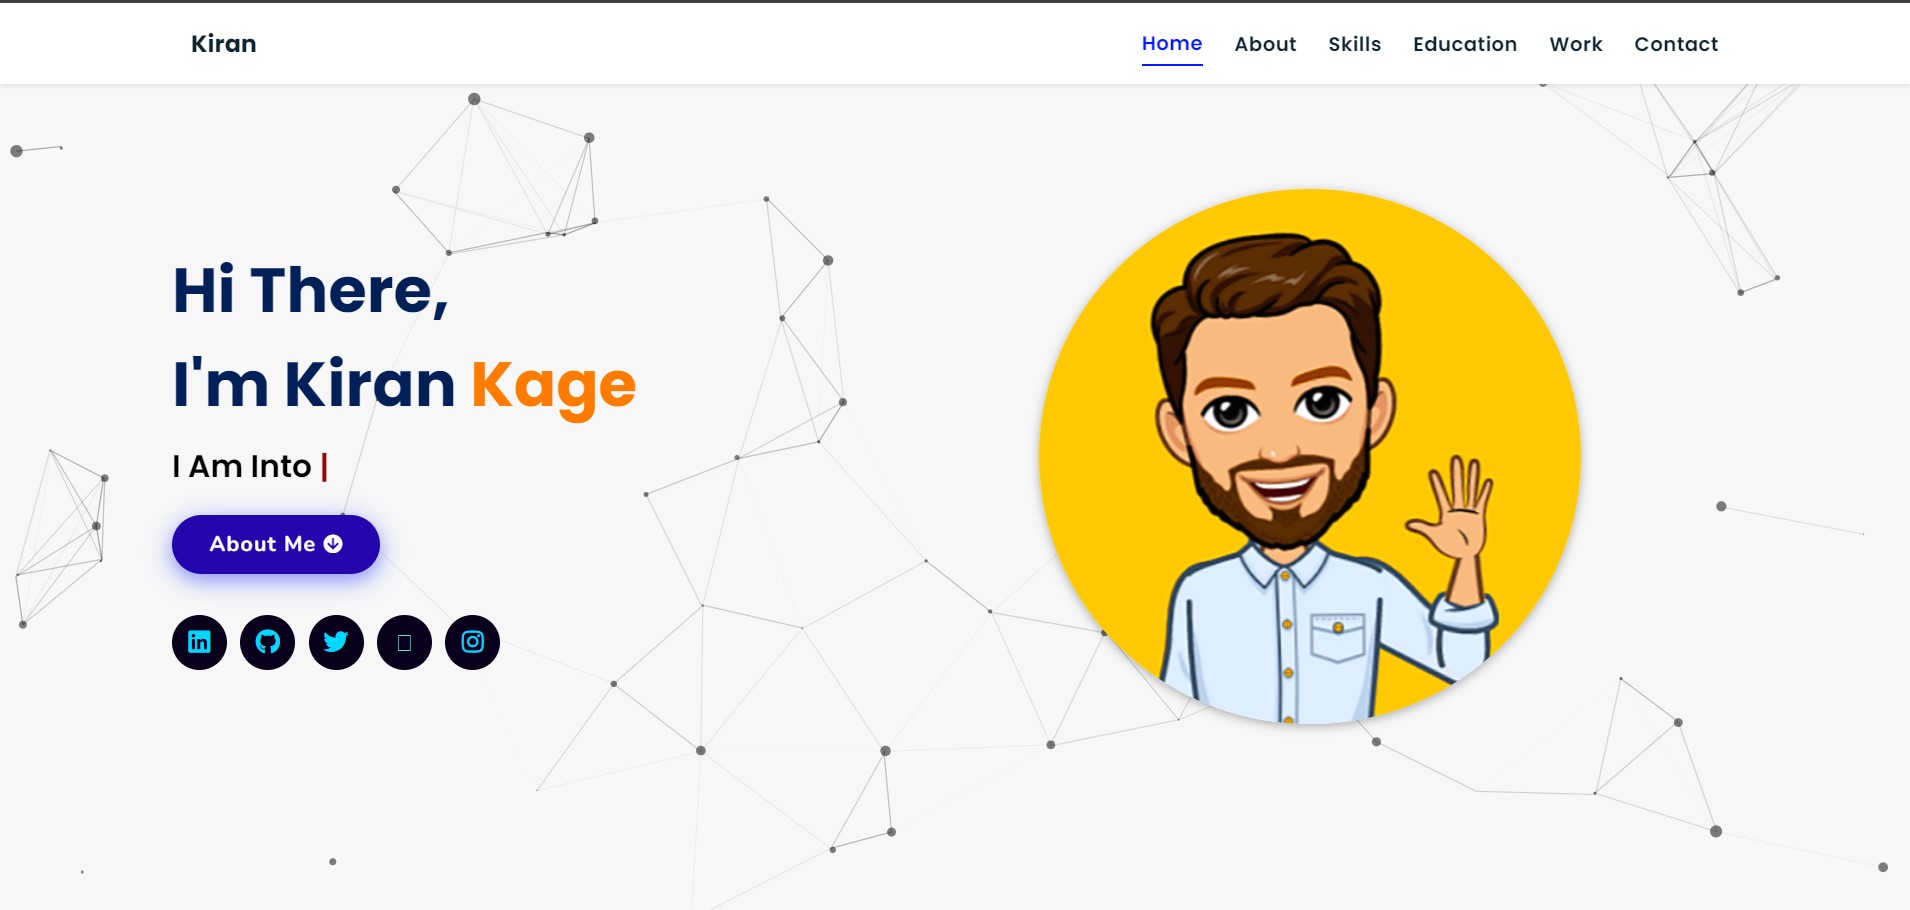 Kiran
Home About Skills Education Work Contact
Hi There,
I'm Kiran Kage
I Am Into |
About Me